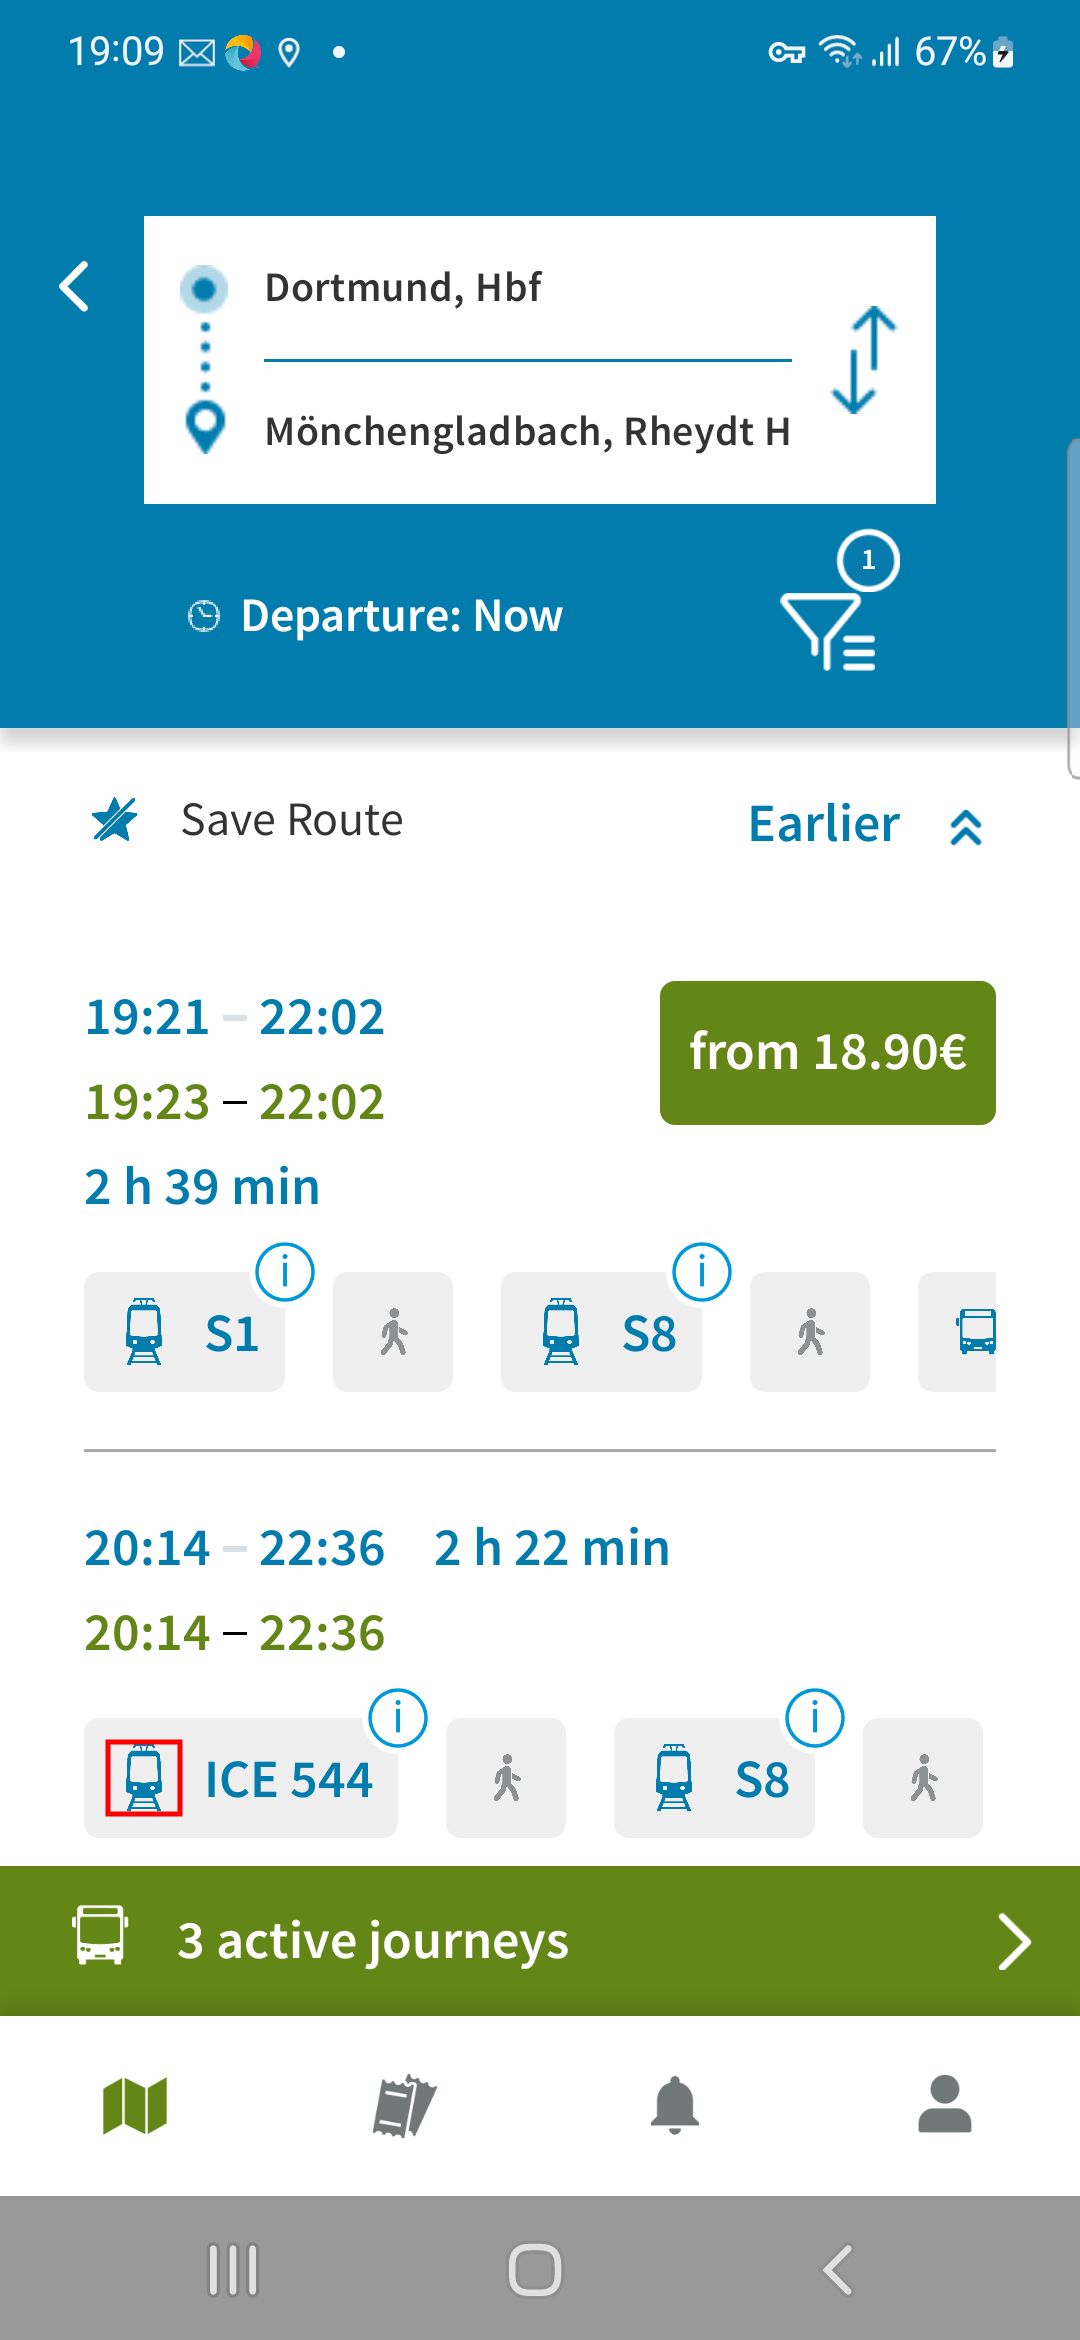 19:09
67%
Dortmund, Hbf
Mönchengladbach, Rheydt H
1
Departure: Now
Save Route
Earlier
19:21 – 22:02
from 18.90€
19:23 – 22:02
2 h 39 min
S1
S8
20:14 – 22:36 2 h 22 min
20:14 – 22:36
ICE 544
S8
3 active journeys